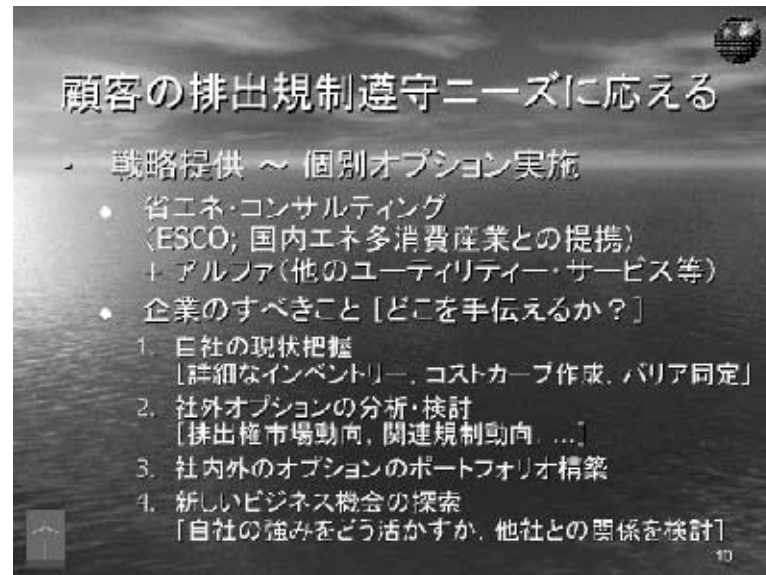 顧客の排出規制遵守ニーズに応える
- 戦略提供 ～ 個別オプション実施
● 省エネ・コンサルティング
(ESCO; 国内エネ多消費産業との提携)
+ アルファ(他のユーティリティー・サービス等)
● 企業のすべきこと [どこを手伝えるか？]
1. 自社の現状把握
[詳細なインベントリー, コストカーブ作成, バリア同定]
2. 社外オプションの分析・検討
[排出権市場動向, 関連規制動向, ...]
3. 社内外のオプションのポートフォリオ構築
4. 新しいビジネス機会の探索
[自社の強みをどう活かすか, 他社との関係を検討]
10